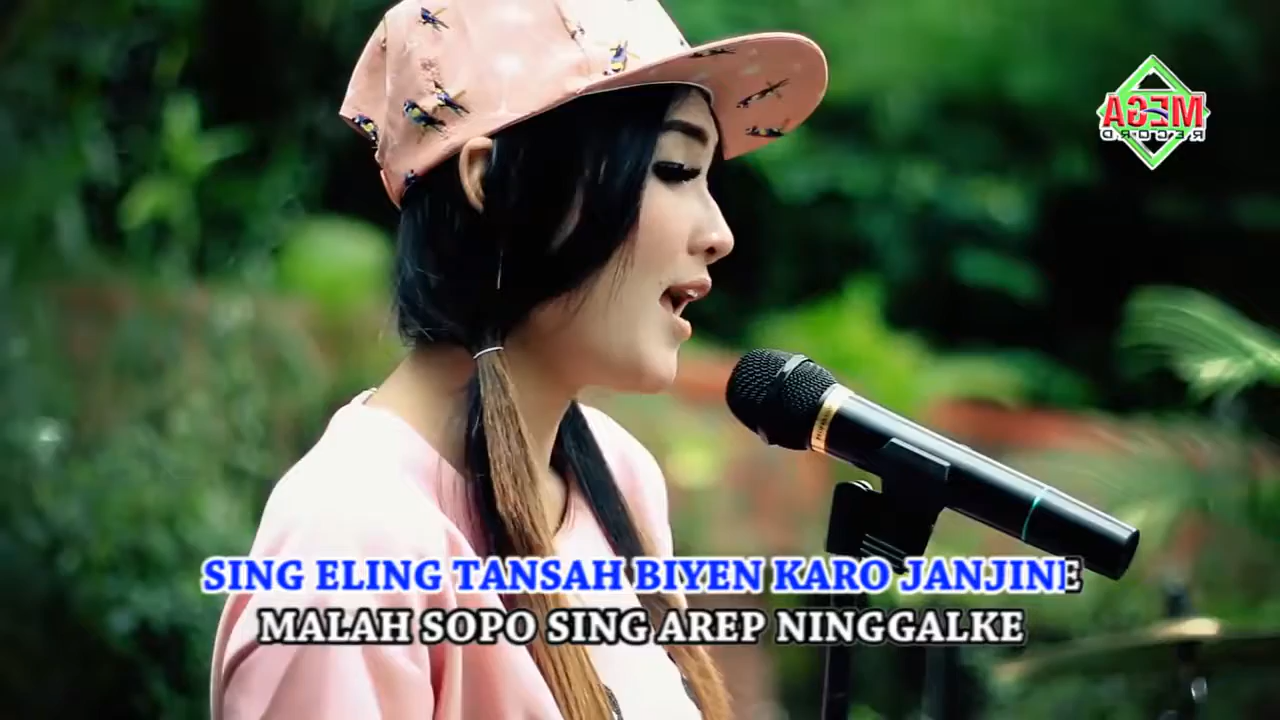 MEGA
RECORD
SING ELING TANSAH BIYEN KARO JANJINE
MALAH SOPO SING AREP NINGGALKE